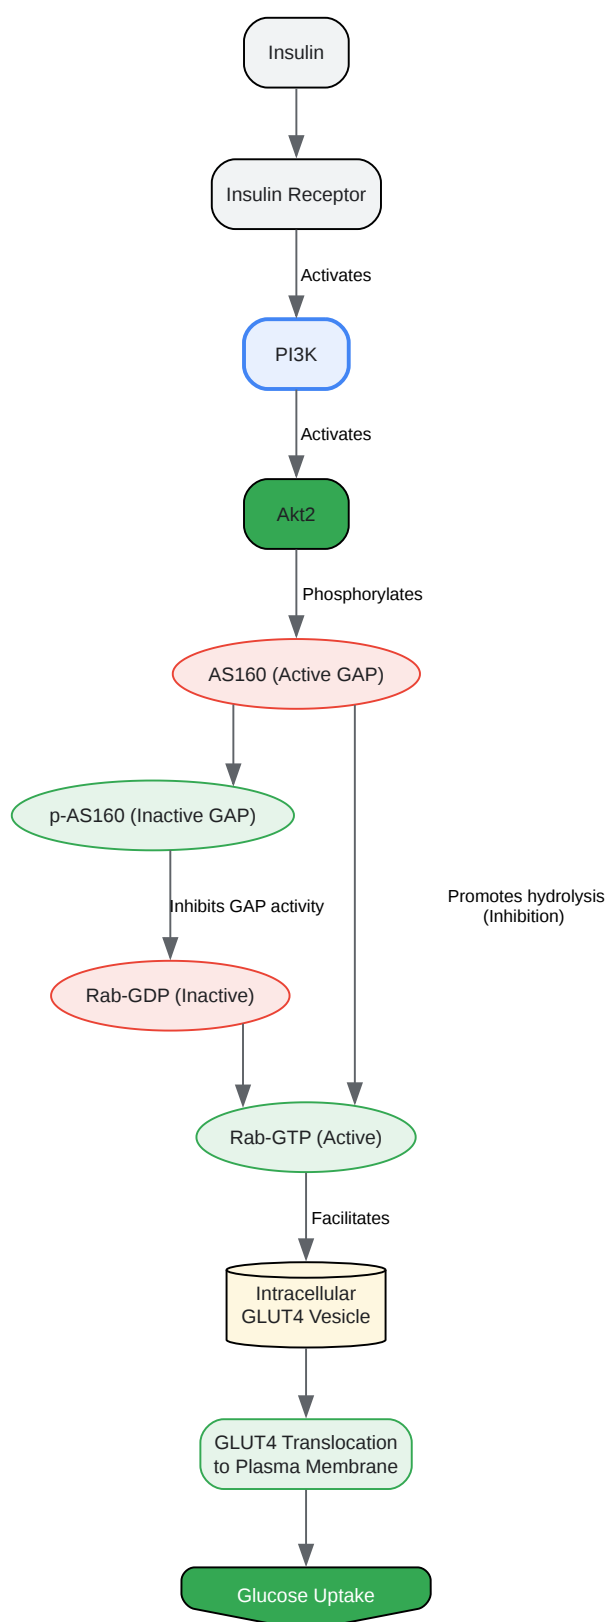 Insulin
Insulin Receptor
Activates
PI3K
Activates
Akt2
Phosphorylates
AS160 (Active GAP)
p-AS160 (Inactive GAP)
Inhibits GAP activity
Promotes hydrolysis
(Inhibition)
Rab-GDP (Inactive)
Rab-GTP (Active)
Facilitates
Intracellular
GLUT4 Vesicle
GLUT4 Translocation
to Plasma Membrane
Glucose Uptake